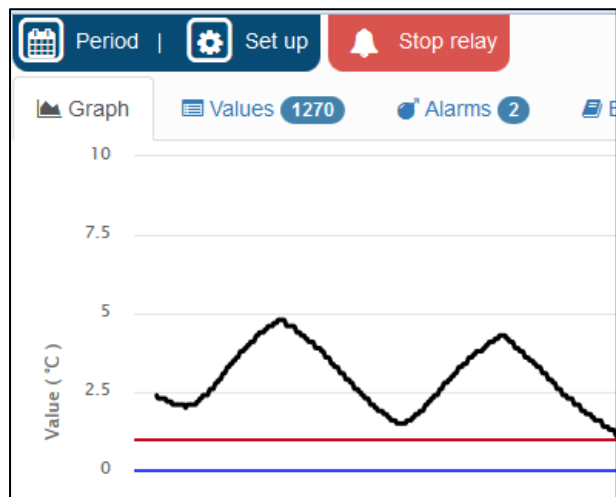 Period | Set up Stop relay
Graph Values 1270 Alarms 2
10
7.5
5
2.5
0
Value ( °C )